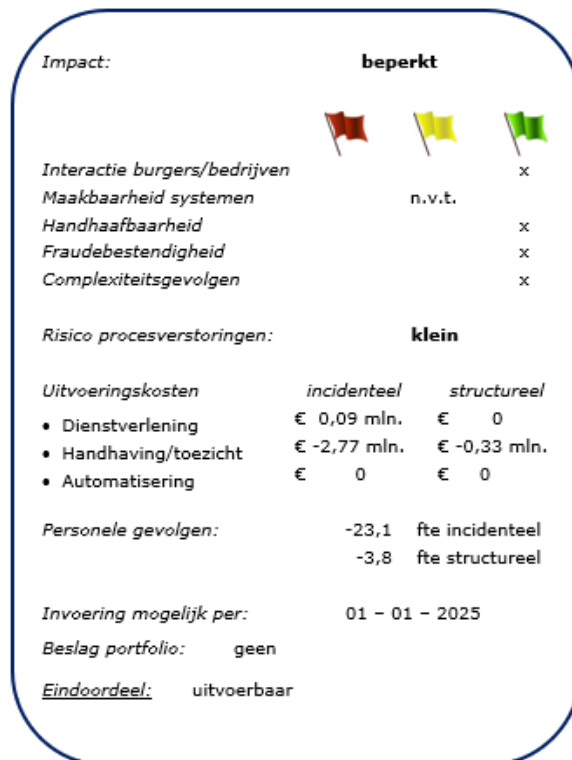 Impact: beperkt
Interactie burgers/bedrijven x
Maakbaarheid systemen n.v.t.
Handhaafbaarheid x
Fraudebestendigheid x
Complexiteitsgevolgen x
Risico procesverstoringen: klein
Uitvoeringskosten incidenteel structureel
• Dienstverlening € 0,09 mln. € 0
• Handhaving/toezicht € -2,77 mln. € -0,33 mln.
• Automatisering € 0 € 0
Personele gevolgen: -23,1 fte incidenteel
-3,8 fte structureel
Invoering mogelijk per: 01 – 01 – 2025
Beslag portfolio: geen
Eindoordeel: uitvoerbaar